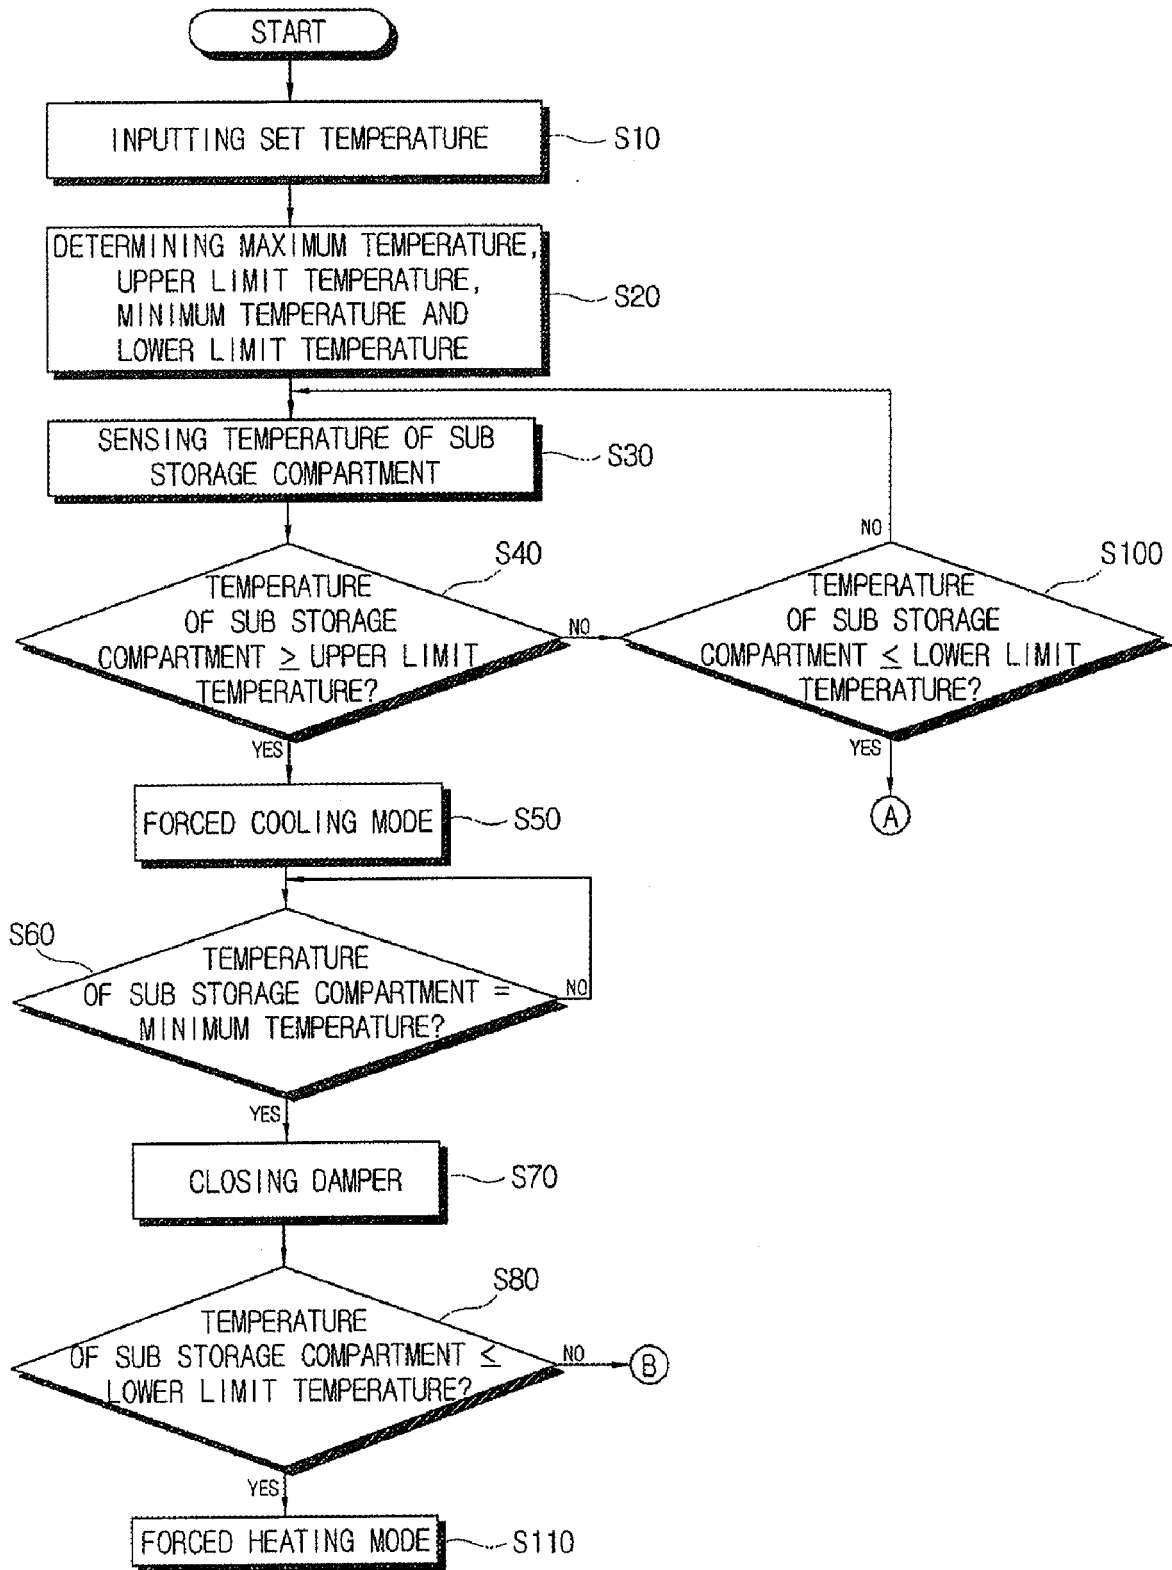 START
INPUTTING SET TEMPERATURE
S10
DETERMINING MAXIMUM TEMPERATURE,
UPPER LIMIT TEMPERATURE,
MINIMUM TEMPERATURE AND
LOWER LIMIT TEMPERATURE
S20
SENSING TEMPERATURE OF SUB
STORAGE COMPARTMENT
S30
S40
TEMPERATURE
OF SUB STORAGE
COMPARTMENT ≥ UPPER LIMIT
TEMPERATURE?
NO
YES
NO
S100
TEMPERATURE
OF SUB STORAGE
COMPARTMENT ≤ LOWER LIMIT
TEMPERATURE?
YES
A
FORCED COOLING MODE
S50
S60
TEMPERATURE
OF SUB STORAGE COMPARTMENT =
MINIMUM TEMPERATURE?
NO
YES
CLOSING DAMPER
S70
S80
TEMPERATURE
OF SUB STORAGE COMPARTMENT ≤
LOWER LIMIT TEMPERATURE?
NO
B
YES
FORCED HEATING MODE
S110